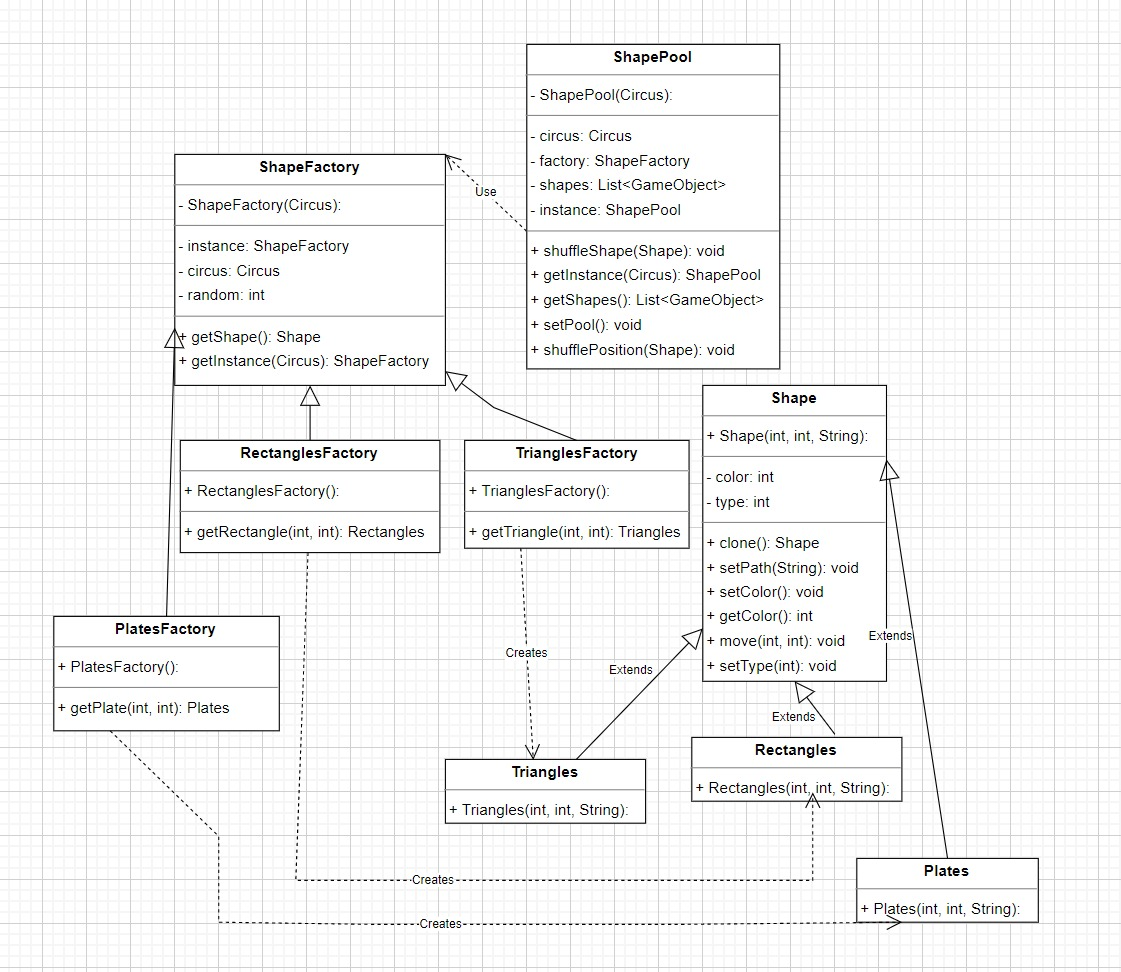 ShapePool
- ShapePool(Circus):
- circus: Circus
- factory: ShapeFactory
- shapes: List<GameObject>
- instance: ShapePool
+ shuffleShape(Shape): void
+ getInstance(Circus): ShapePool
+ getShapes(): List<GameObject>
+ setPool(): void
+ shufflePosition(Shape): void
Use
ShapeFactory
- ShapeFactory(Circus):
- instance: ShapeFactory
- circus: Circus
- random: int
+ getShape(): Shape
+ getInstance(Circus): ShapeFactory
RectanglesFactory
+ RectanglesFactory():
+ getRectangle(int, int): Rectangles
TrianglesFactory
+ TrianglesFactory():
+ getTriangle(int, int): Triangles
Shape
+ Shape(int, int, String):
- color: int
- type: int
+ clone(): Shape
+ setPath(String): void
+ setColor(): void
+ getColor(): int
+ move(int, int): void
+ setType(int): void
PlatesFactory
+ PlatesFactory():
+ getPlate(int, int): Plates
Creates
Extends
Extends
Extends
Triangles
+ Triangles(int, int, String):
Rectangles
+ Rectangles(int, int, String):
Plates
+ Plates(int, int, String):
Creates
Creates